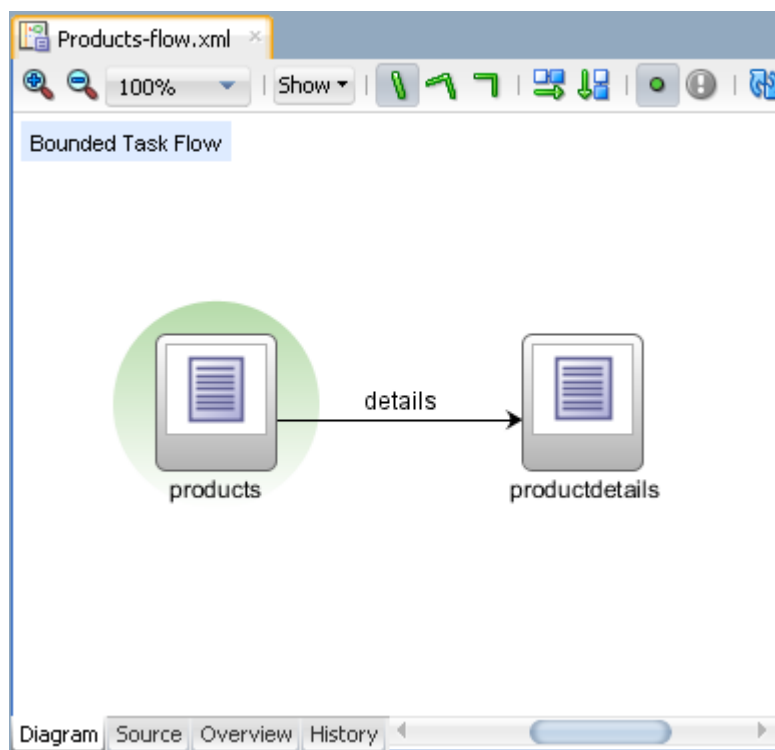 Products-flow.xml
100% Show
Bounded Task Flow
details
products productdetails
Diagram Source Overview History